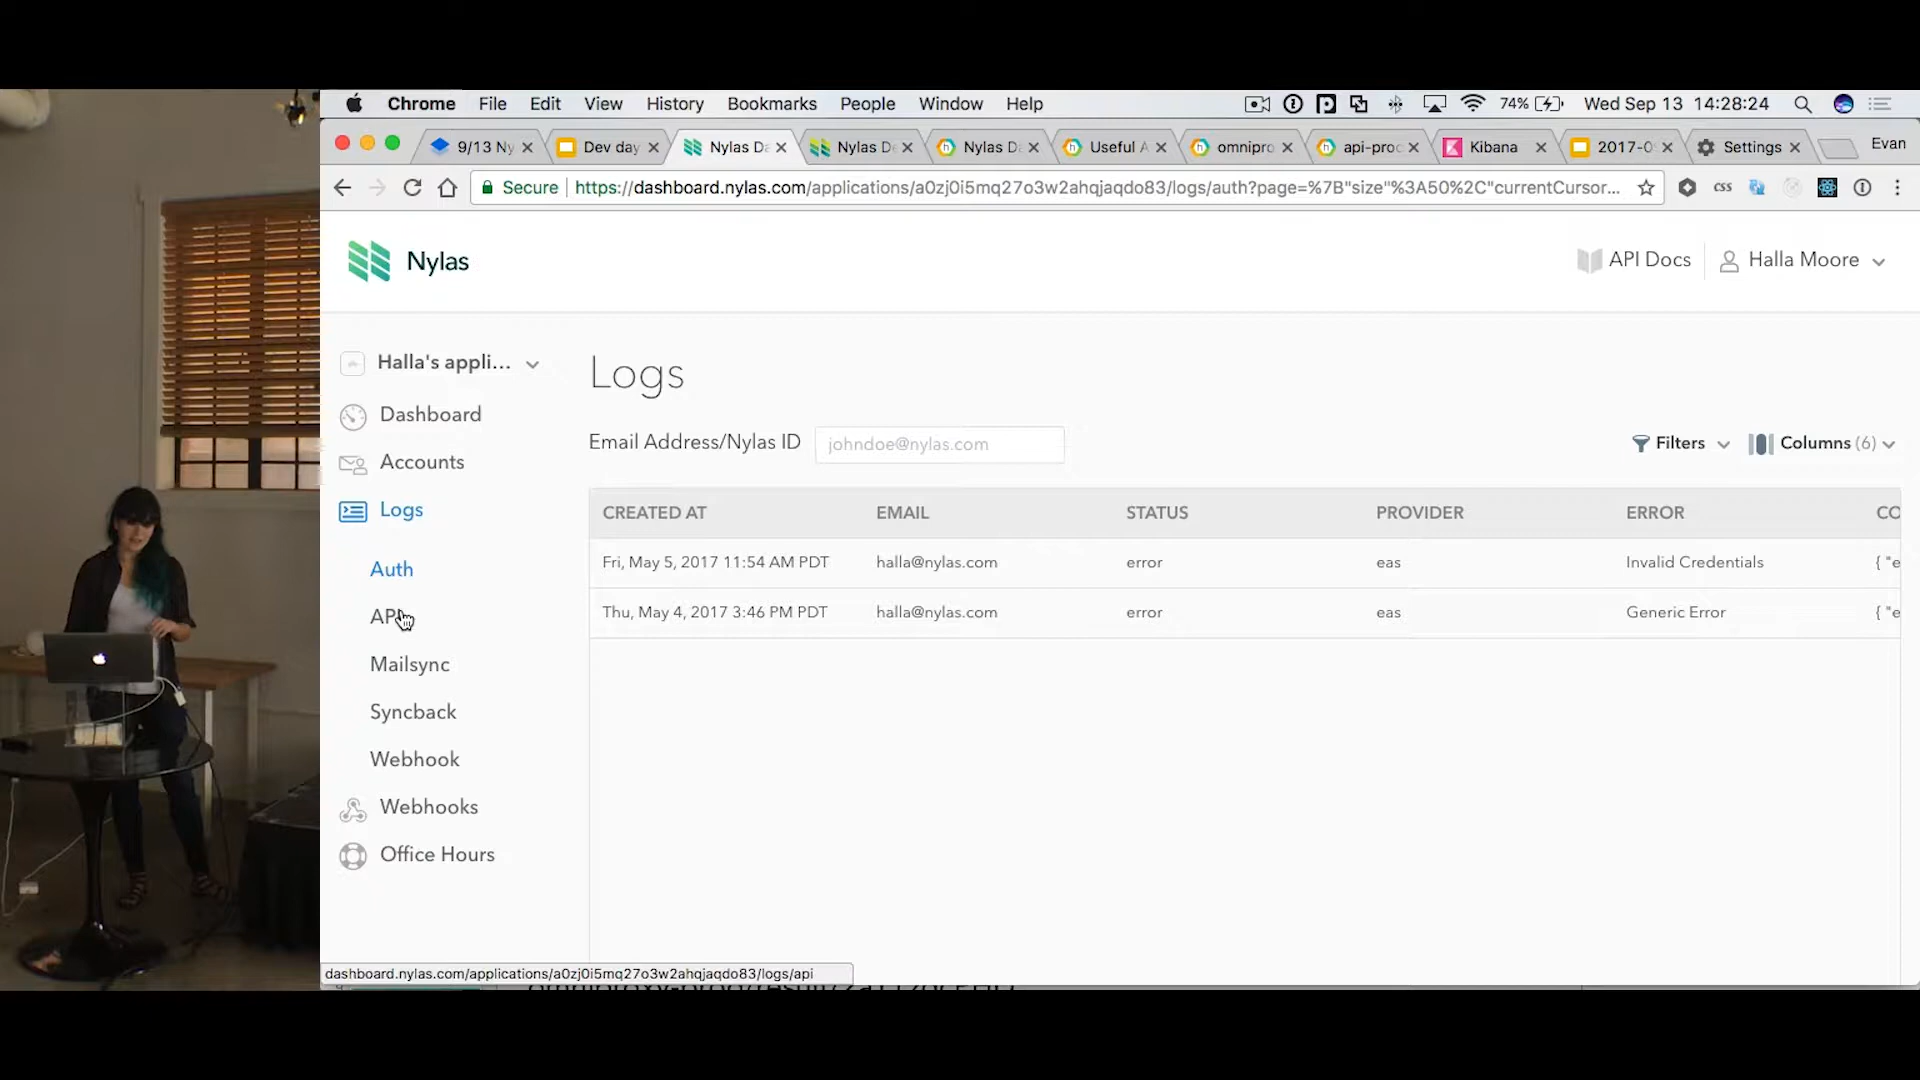 Chrome File Edit View History Bookmarks People Window Help 74% Wed Sep 13 14:28:24
9/13 Ny Dev day Nylas Da Nylas De Nylas Da Useful A omnipro api-proc Kibana 2017-0 Settings Evan
Secure https://dashboard.nylas.com/applications/a0zj0i5mq27o3w2ahqjaqdo83/logs/auth?page=%7B"size"%3A50%2C"currentCursor... css
Nylas
API Docs Halla Moore
Halla's appli...
Dashboard
Accounts
Logs
Auth
API
Mailsync
Syncback
Webhook
Webhooks
Office Hours
Logs
Email Address/Nylas ID johndoe@nylas.com Filters Columns (6)
CREATED AT EMAIL STATUS PROVIDER ERROR CO
Fri, May 5, 2017 11:54 AM PDT halla@nylas.com error eas Invalid Credentials { "e
Thu, May 4, 2017 3:46 PM PDT halla@nylas.com error eas Generic Error { "e
dashboard.nylas.com/applications/a0zj0i5mq27o3w2ahqjaqdo83/logs/api